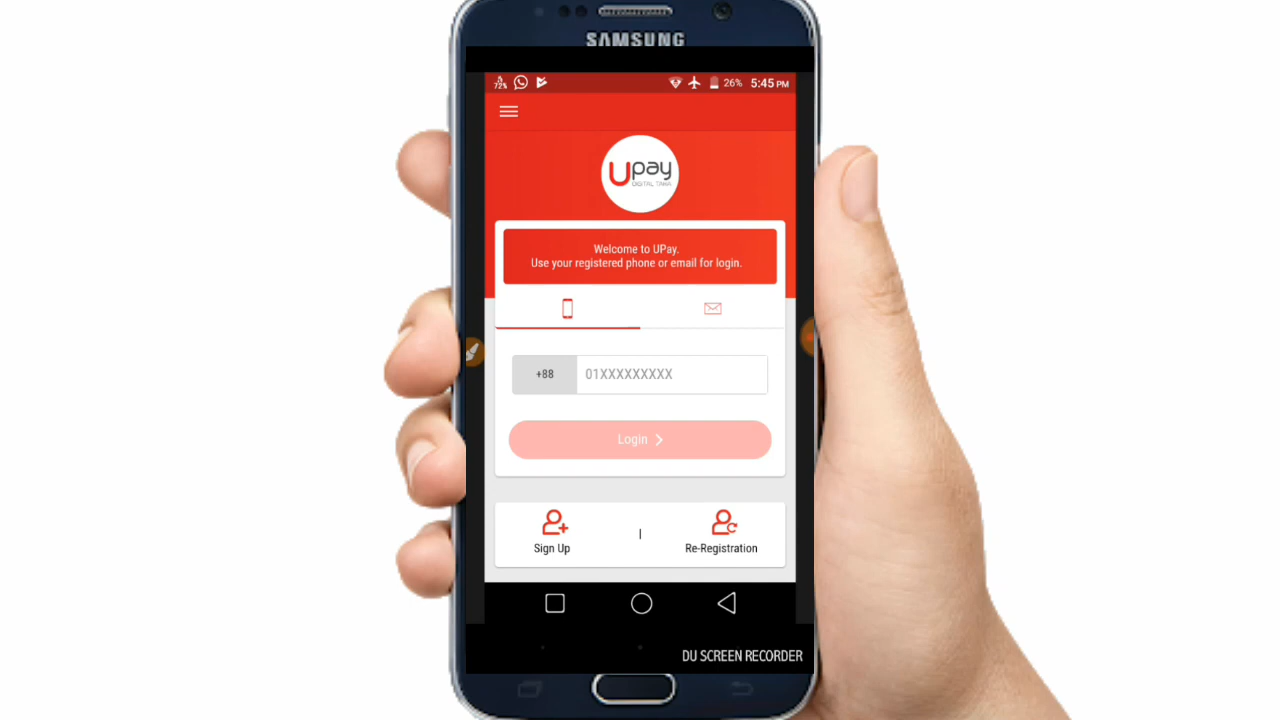 SAMSUNG
72% 26% 5:45 PM
Upay
DIGITAL TAKA
Welcome to UPay.
Use your registered phone or email for login.
+88 01XXXXXXXXX
Login
Sign Up | Re-Registration
DU SCREEN RECORDER